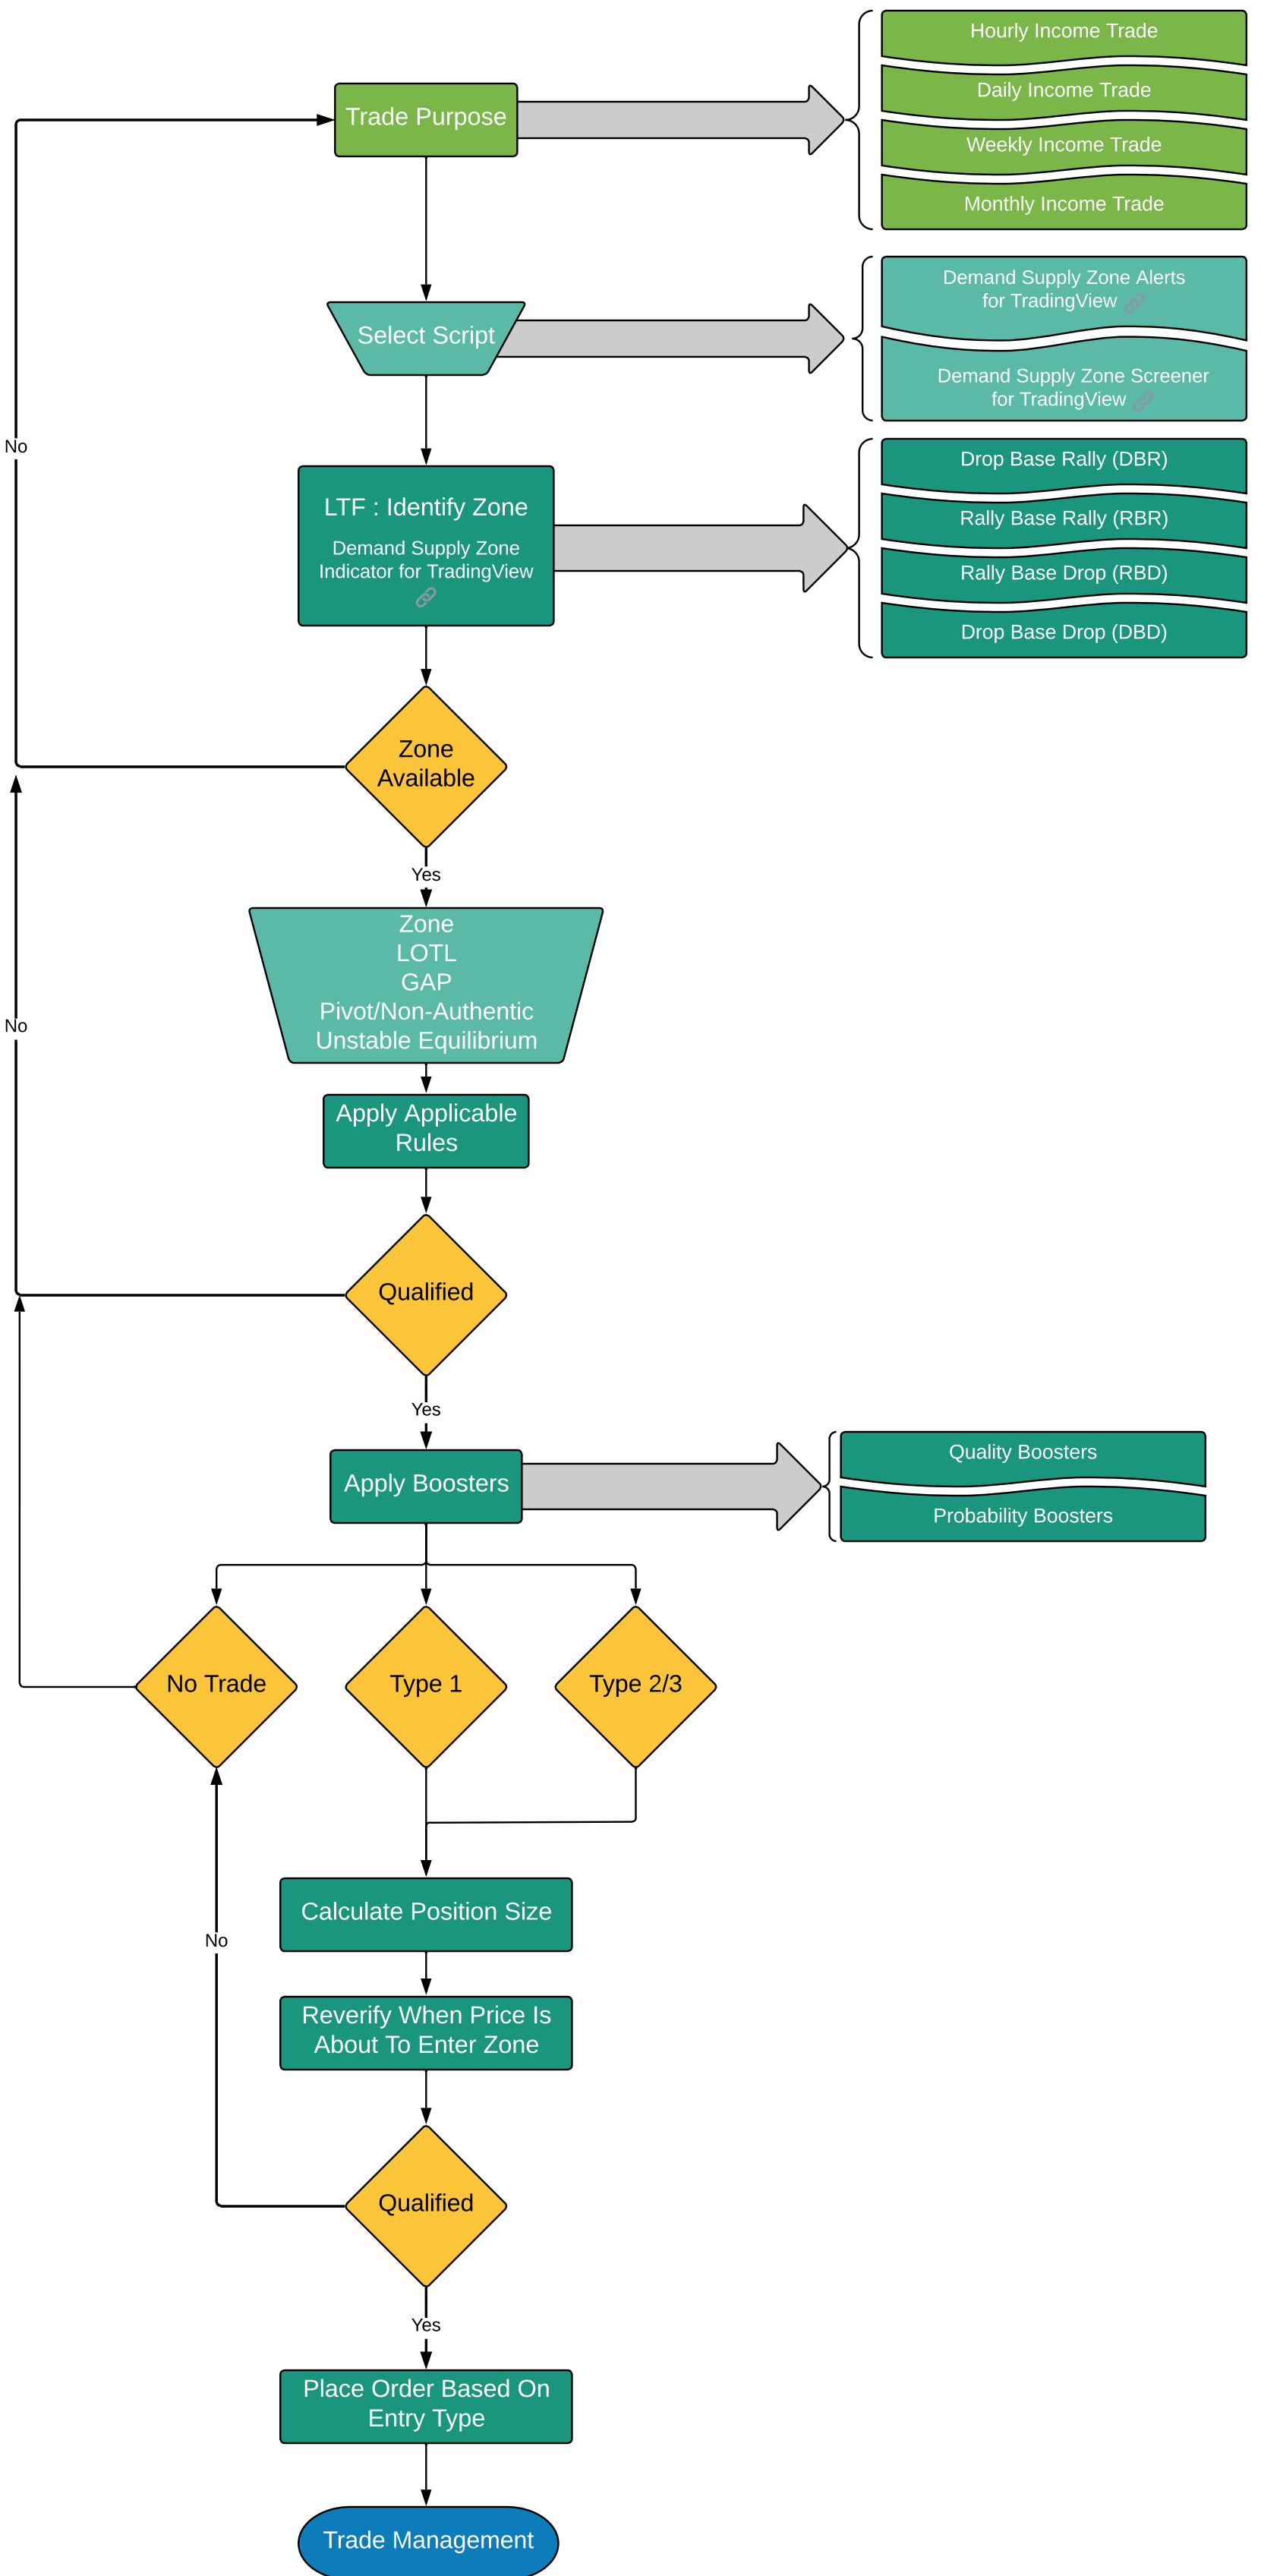 Hourly Income Trade
Trade Purpose
Daily Income Trade
Weekly Income Trade
Monthly Income Trade
Demand Supply Zone Alerts
for TradingView
Select Script
Demand Supply Zone Screener
for TradingView
No
Drop Base Rally (DBR)
LTF : Identify Zone
Demand Supply Zone
Indicator for TradingView
Rally Base Rally (RBR)
Rally Base Drop (RBD)
Drop Base Drop (DBD)
Zone
Available
Yes
Zone
LOTL
GAP
Pivot/Non-Authentic
Unstable Equilibrium
No
Apply Applicable
Rules
Qualified
Yes
Apply Boosters
Quality Boosters
Probability Boosters
No Trade
Type 1
Type 2/3
Calculate Position Size
No
Reverify When Price Is
About To Enter Zone
Qualified
Yes
Place Order Based On
Entry Type
Trade Management